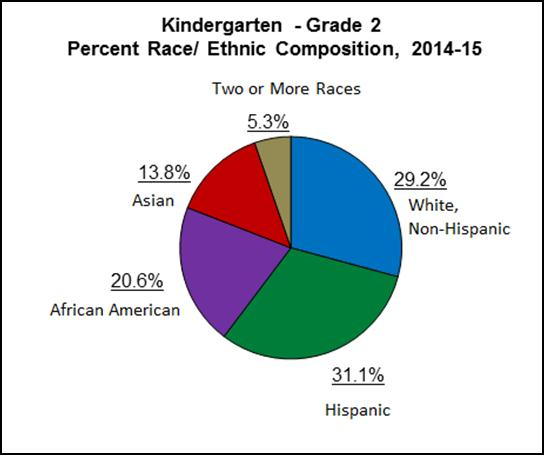 Kindergarten - Grade 2
Percent Race/ Ethnic Composition, 2014-15
Two or More Races
5.3%
13.8%
Asian
29.2%
White,
Non-Hispanic
20.6%
African American
31.1%
Hispanic